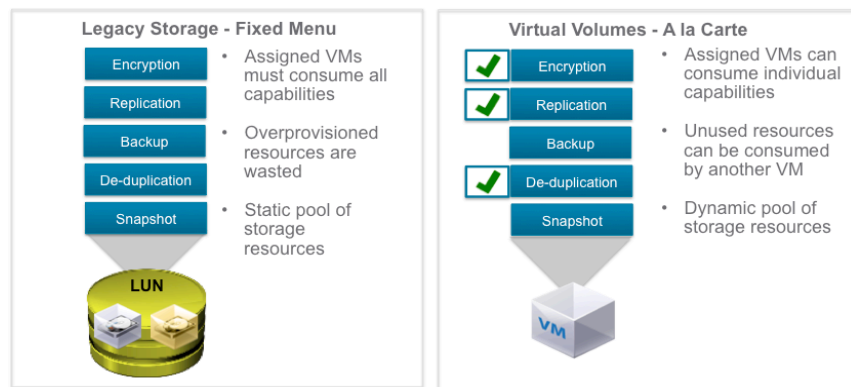 Legacy Storage - Fixed Menu
Encryption
Replication
Backup
De-duplication
Snapshot
• Assigned VMs
must consume all
capabilities
• Overprovisioned
resources are
wasted
• Static pool of
storage
resources
LUN
Virtual Volumes - A la Carte
Encryption
Replication
Backup
De-duplication
Snapshot
• Assigned VMs can
consume individual
capabilities
• Unused resources
can be consumed
by another VM
• Dynamic pool of
storage resources
VM